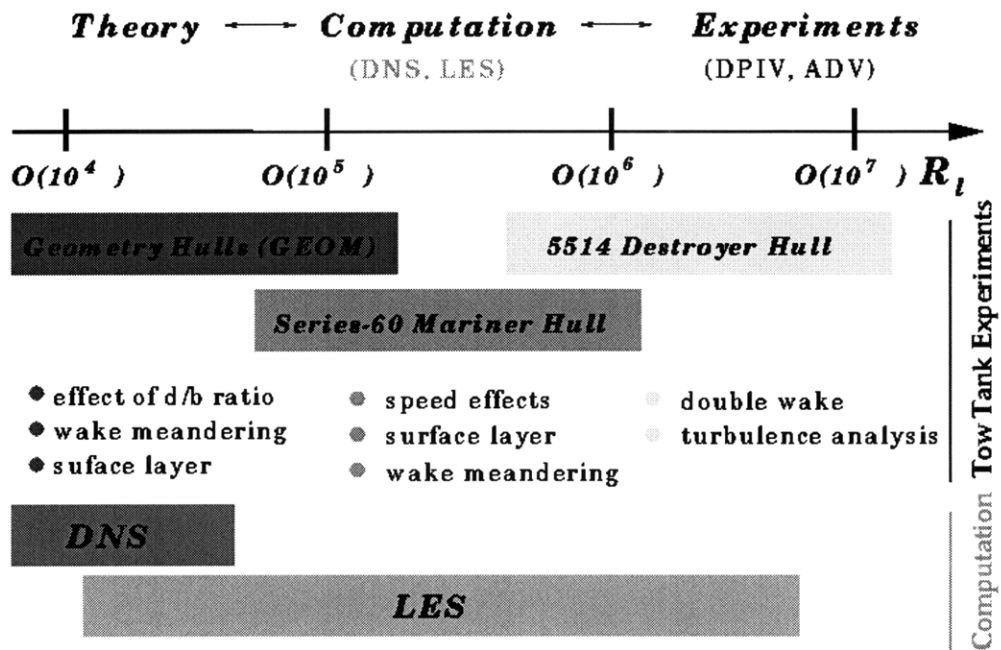 Theory Computation Experiments
(DNS, LES) (DPIV, ADV)
O(10⁴ ) O(10⁵ ) O(10⁶ ) O(10⁷ ) R_l
Geometry Hulls (GEOM) 5514 Destroyer Hull
Series-60 Mariner Hull
effect of d/b ratio
wake meandering
suface layer
speed effects
surface layer
wake meandering
double wake
turbulence analysis
Tow Tank Experiments
DNS
LES
Computation